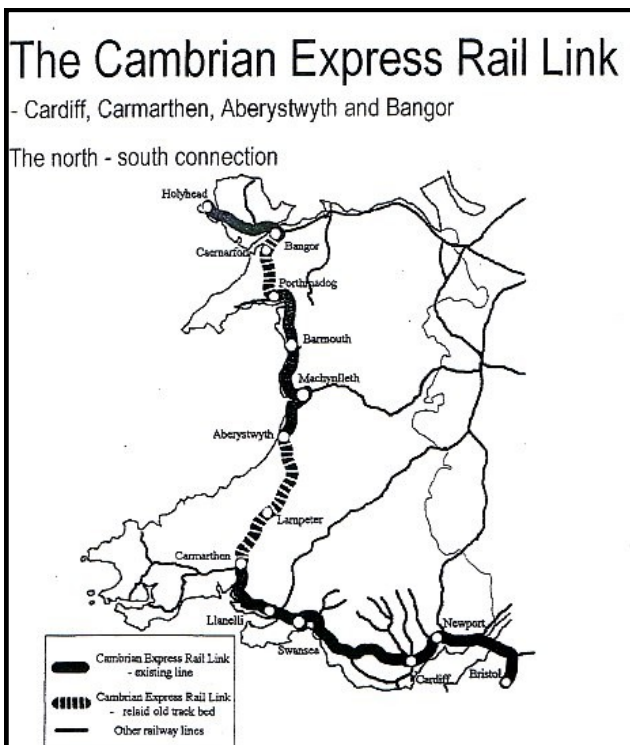 The Cambrian Express Rail Link
- Cardiff, Carmarthen, Aberystwyth and Bangor
The north - south connection
Holyhead
Bangor
Caernarfon
Porthmadog
Barmouth
Machynlleth
Aberystwyth
Lampeter
Carmarthen
Llanelli
Swansea
Newport
Cardiff
Bristol
Cambrian Express Rail Link
- existing line
Cambrian Express Rail Link
- relaid old track bed
Other railway lines